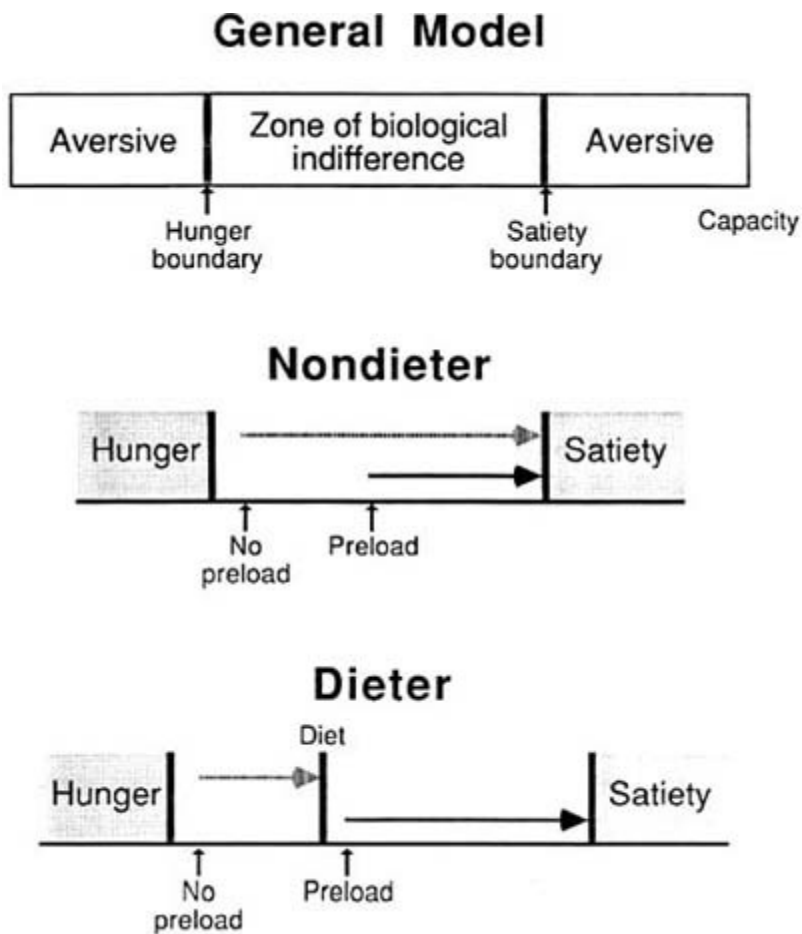 General Model
Aversive
Zone of biological
indifference
Aversive
Hunger
boundary
Satiety
boundary
Capacity
Nondieter
Hunger
Satiety
No
preload
Preload
Dieter
Diet
Hunger
Satiety
No
preload
Preload